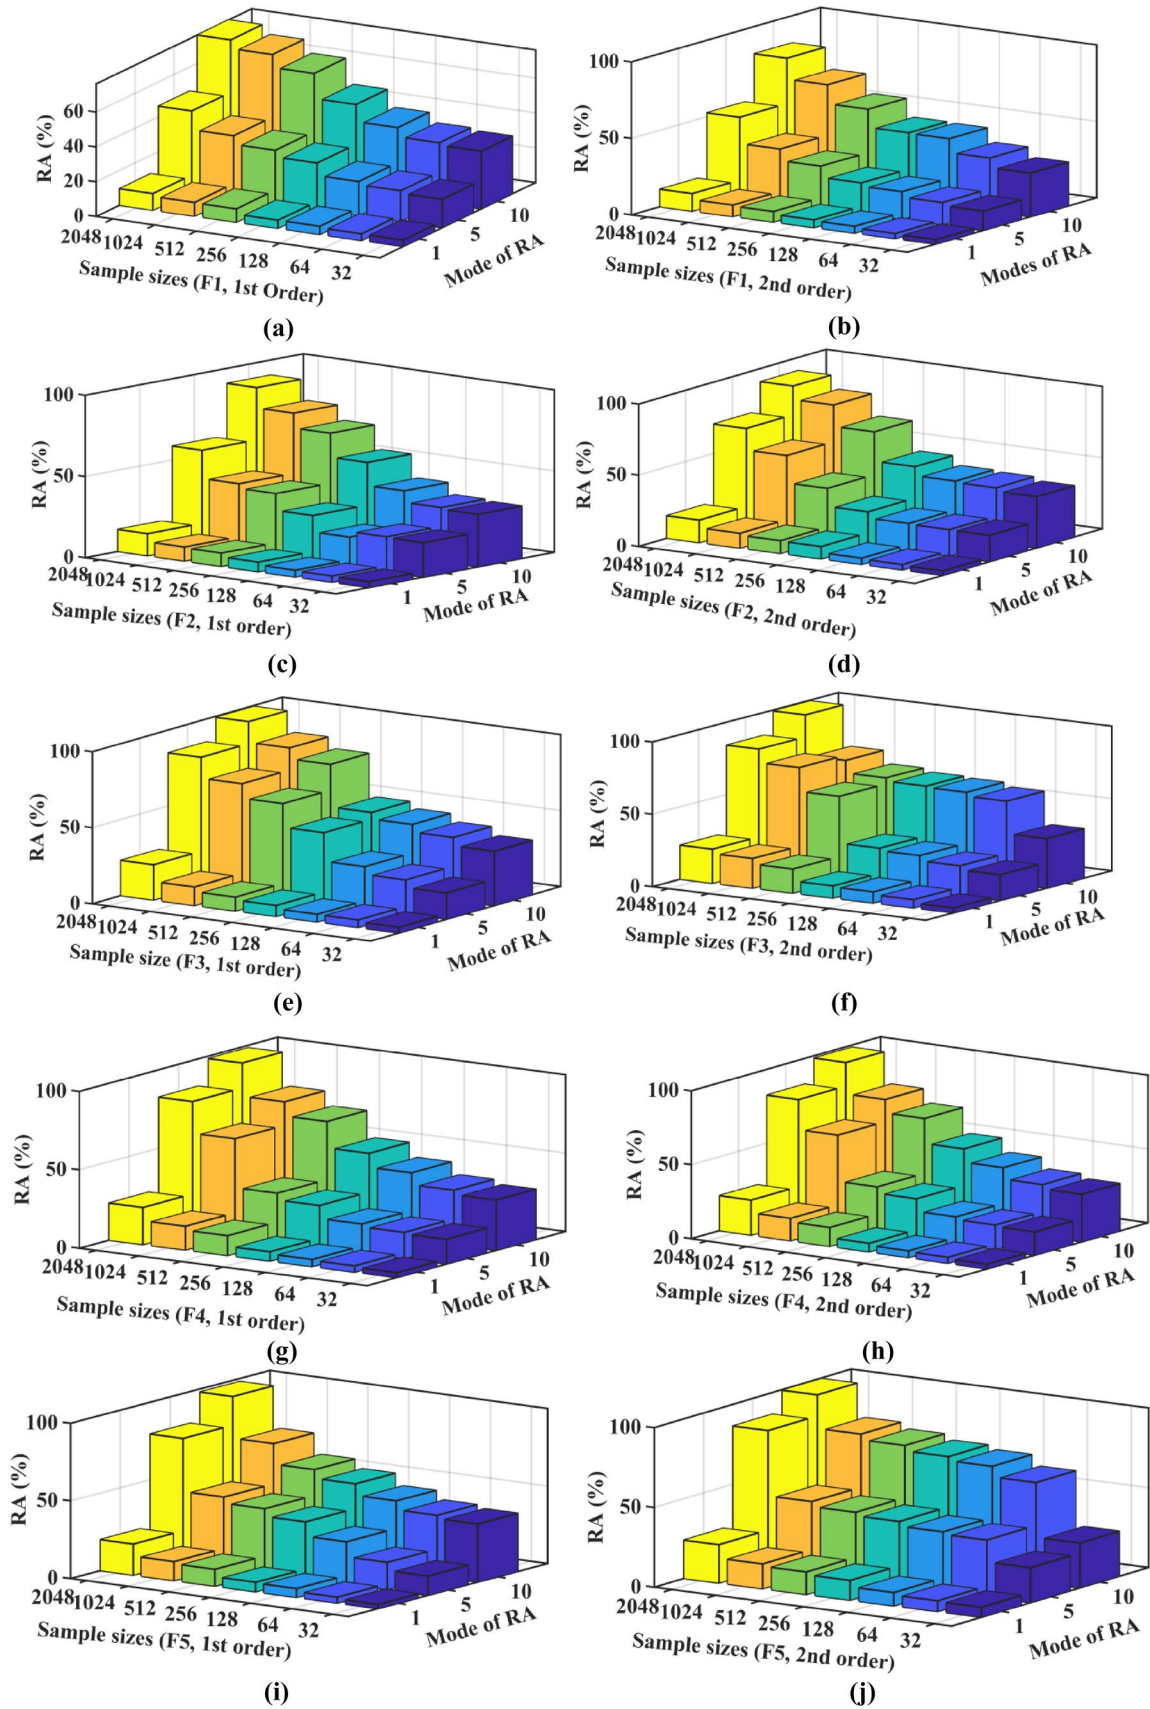 RA (%)
60
40
20
0
2048 1024 512 256 128 64 32
1 5 10
Sample sizes (F1, 1st Order)
Mode of RA
(a)
RA (%)
100
50
0
2048 1024 512 256 128 64 32
1 5 10
Sample sizes (F1, 2nd order)
Modes of RA
(b)
RA (%)
100
50
0
2048 1024 512 256 128 64 32
1 5 10
Sample sizes (F2, 1st order)
Mode of RA
(c)
RA (%)
100
50
0
2048 1024 512 256 128 64 32
1 5 10
Sample sizes (F2, 2nd order)
Mode of RA
(d)
RA (%)
100
50
0
2048 1024 512 256 128 64 32
1 5 10
Sample size (F3, 1st order)
Mode of RA
(e)
RA (%)
100
50
0
2048 1024 512 256 128 64 32
1 5 10
Sample sizes (F3, 2nd order)
Mode of RA
(f)
RA (%)
100
50
0
2048 1024 512 256 128 64 32
1 5 10
Sample sizes (F4, 1st order)
Mode of RA
(g)
RA (%)
100
50
0
2048 1024 512 256 128 64 32
1 5 10
Sample sizes (F4, 2nd order)
Mode of RA
(h)
RA (%)
100
50
0
2048 1024 512 256 128 64 32
1 5 10
Sample sizes (F5, 1st order)
Mode of RA
(i)
RA (%)
100
50
0
2048 1024 512 256 128 64 32
1 5 10
Sample sizes (F5, 2nd order)
Mode of RA
(j)